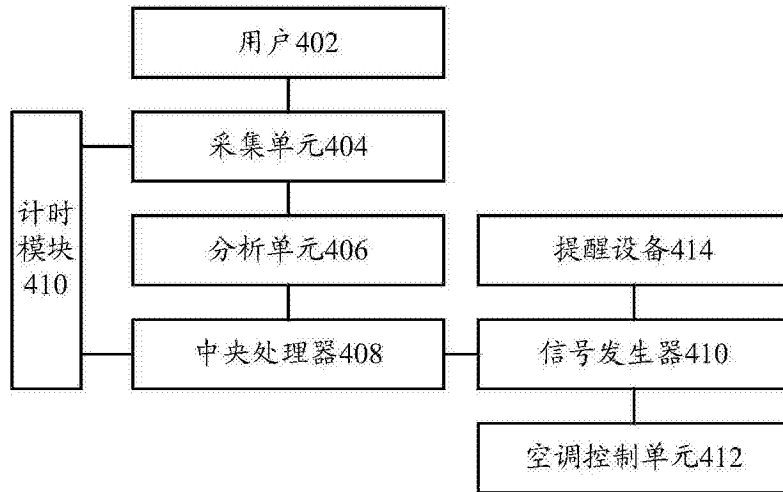 用户402
采集单元404
计时
模块
410
分析单元406
提醒设备414
中央处理器408
信号发生器410
空调控制单元412